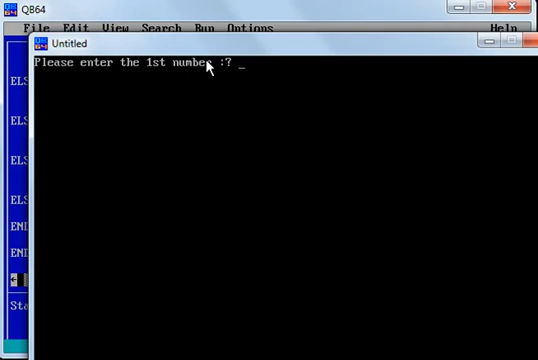 QB64
File Edit View Search Run Options Help
Untitled
Please enter the 1st number :? _
ELS
ELS
ELS
ELS
END
END
Sta